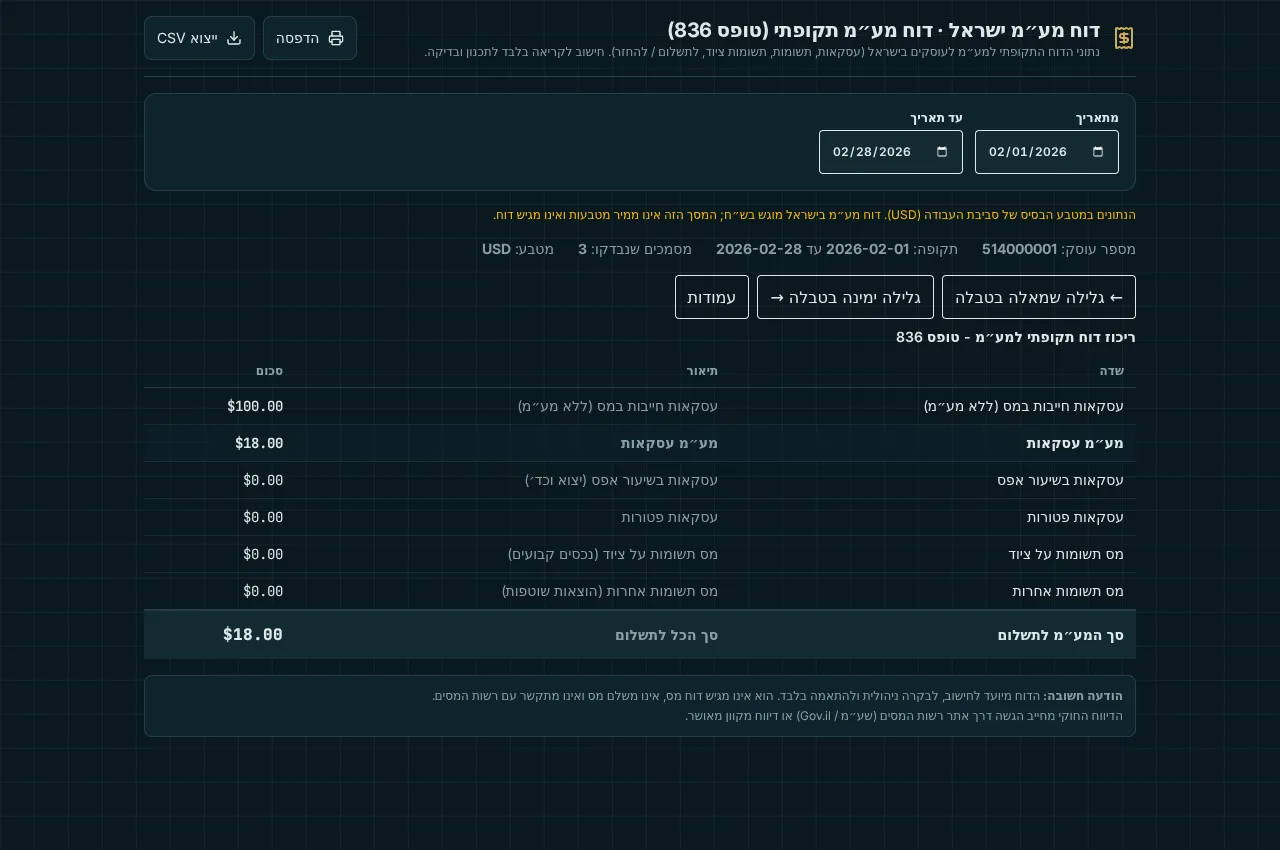 דוח מע״מ ישראל · דוח מע״מ תקופתי (טופס 836)
נתוני הדוח התקופתי למע״מ לעוסקים בישראל (עסקאות, תשומות, תשומות ציוד, לתשלום / להחזר). חישוב לקריאה בלבד לתכנון ובדיקה.
הדפסה
ייצוא CSV
מתאריך
עד תאריך
02/01/2026
02/28/2026
הנתונים במטבע הבסיס של סביבת העבודה (USD). דוח מע״מ בישראל מוגש בש״ח; המסך הזה אינו ממיר מטבעות ואינו מגיש דוח.
מספר עוסק: 514000001 תקופה: 2026-02-01 עד 2026-02-28 מסמכים שנבדקו: 3 מטבע: USD
← גלילה שמאלה בטבלה
גלילה ימינה בטבלה →
עמודות
ריכוז דוח תקופתי למע״מ - טופס 836
שדה תיאור סכום
עסקאות חייבות במס (ללא מע״מ) עסקאות חייבות במס (ללא מע״מ) $100.00
מע״מ עסקאות מע״מ עסקאות $18.00
עסקאות בשיעור אפס עסקאות בשיעור אפס (יצוא וכד׳) $0.00
עסקאות פטורות עסקאות פטורות $0.00
מס תשומות על ציוד מס תשומות על ציוד (נכסים קבועים) $0.00
מס תשומות אחרות מס תשומות אחרות (הוצאות שוטפות) $0.00
סך המע״מ לתשלום סך הכל לתשלום $18.00
הודעה חשובה: הדוח מיועד לחישוב, לבקרה ניהולית ולהתאמה בלבד. הוא אינו מגיש דוח מס, אינו משלם מס ואינו מתקשר עם רשות המסים.
הדיווח החוקי מחייב הגשה דרך אתר רשות המסים (שע״מ / Gov.il) או דיווח מקוון מאושר.